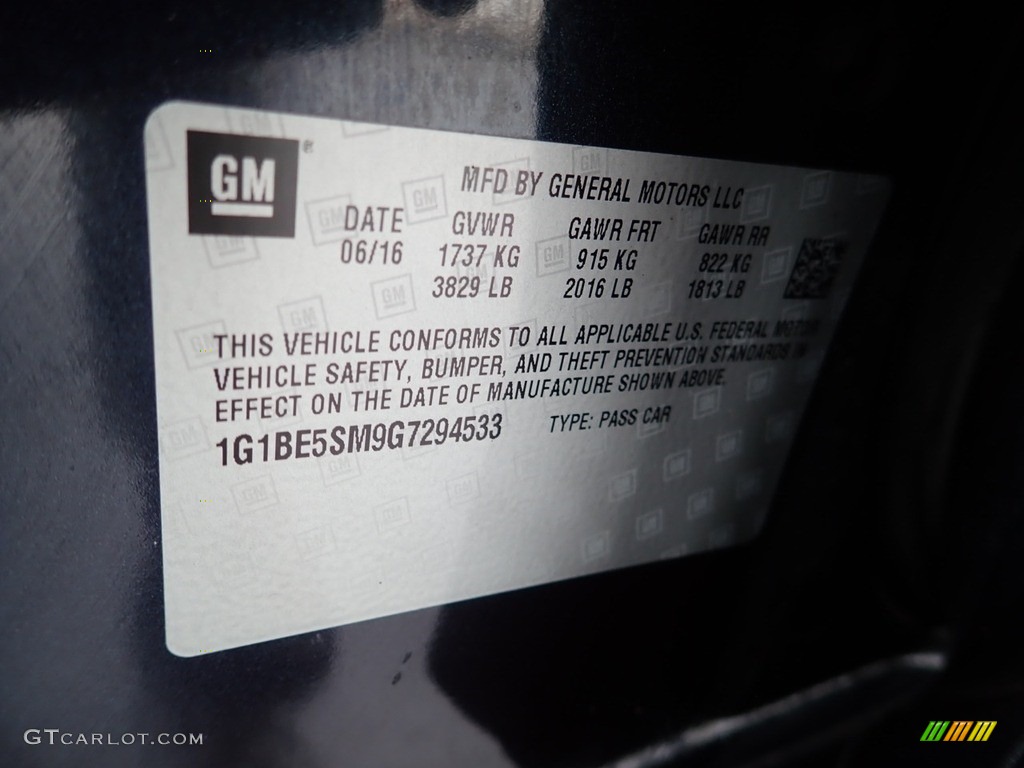 GM®
MFD BY GENERAL MOTORS LLC
DATE GVWR GAWR FRT GAWR RR
06/16 1737 KG 915 KG 822 KG
3829 LB 2016 LB 1813 LB
THIS VEHICLE CONFORMS TO ALL APPLICABLE U.S. FEDERAL MOTOR
VEHICLE SAFETY, BUMPER, AND THEFT PREVENTION STANDARDS IN
EFFECT ON THE DATE OF MANUFACTURE SHOWN ABOVE.
1G1BE5SM9G7294533 TYPE: PASS CAR
GTCARLOT.COM